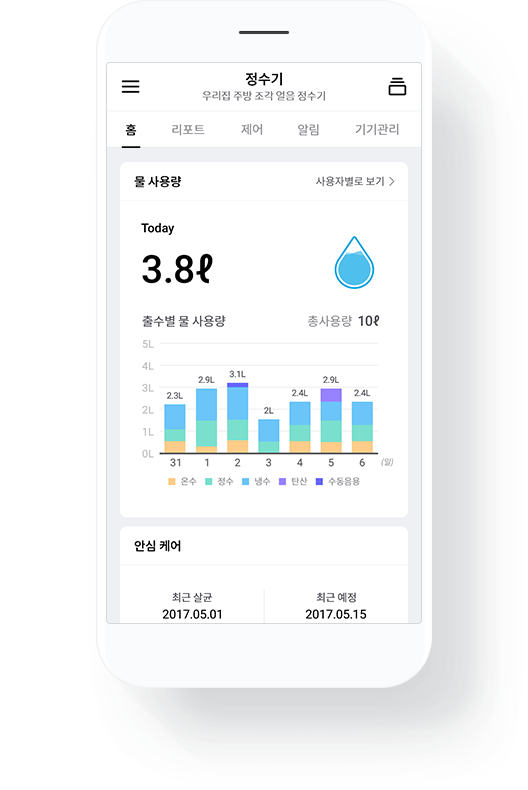 정수기
우리집 주방 조각 얼음 정수기
홈 리포트 제어 알림 기기관리
물 사용량 사용자별로 보기
Today
3.8ℓ
출수별 물 사용량 총사용량 10ℓ
5L
4L
3L
2L
1L
0L
2.3L 2.9L 3.1L 2L 2.4L 2.9L 2.4L
31 1 2 3 4 5 6 (일)
온수 정수 냉수 탄산 수동음용
안심 케어
최근 살균 최근 예정
2017.05.01 2017.05.15